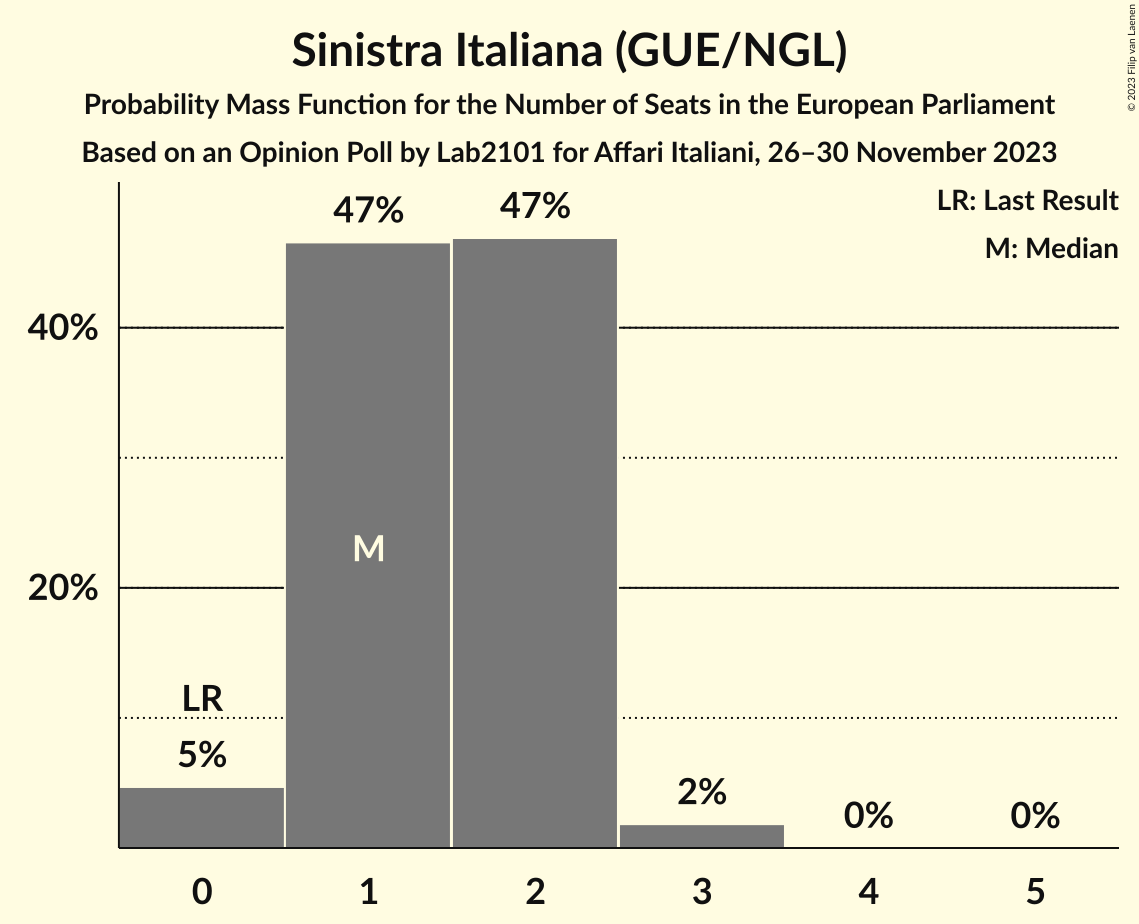 Sinistra Italiana (GUE/NGL)
Probability Mass Function for the Number of Seats in the European Parliament
Based on an Opinion Poll by Lab2101 for Affari Italiani, 26–30 November 2023
© 2023 Filip van Laenen
LR: Last Result
M: Median
47%
47%
40%
M
20%
LR
5%
2%
0%
0%
0
1
2
3
4
5